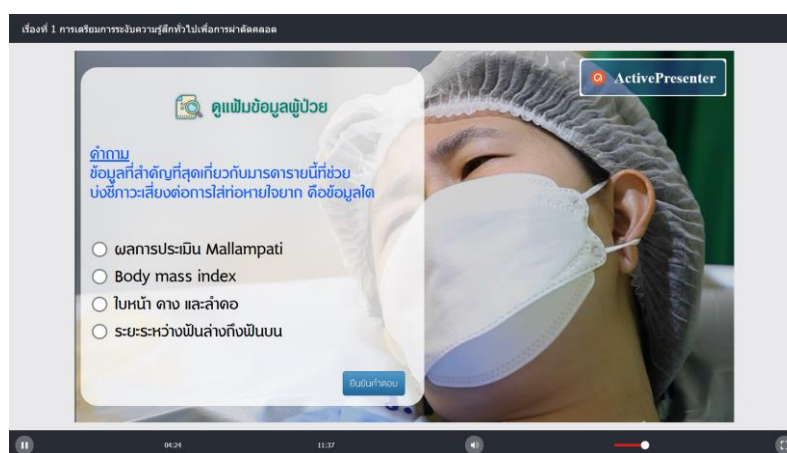 เรื่องที่ 1 การเตรียมการระงับความรู้สึกทั่วไปเพื่อการผ่าตัดคลอด
ActivePresenter
ดูแฟ้มข้อมูลผู้ป่วย
คำถาม
ข้อมูลที่สำคัญที่สุดเกี่ยวกับมารดารายนี้ที่ช่วย
บ่งชี้ภาวะเสี่ยงต่อการใส่ท่อหายใจยาก คือข้อมูลใด
ผลการประเมิน Mallampati
Body mass index
ใบหน้า คาง และลำคอ
ระยะระหว่างฟันล่างถึงฟันบน
ยืนยันคำตอบ
04:24
11:37